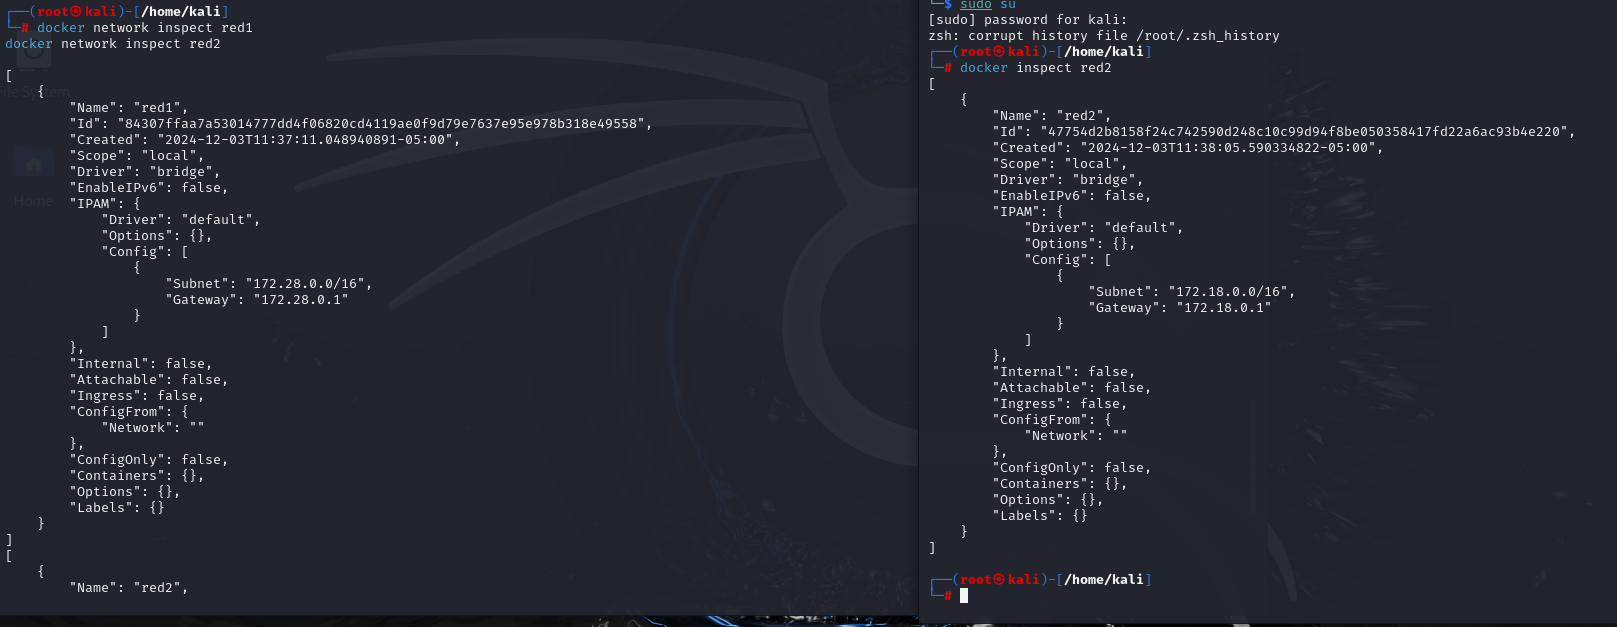 ┌──(root㉿kali)-[/home/kali]
└─# docker network inspect red1
docker network inspect red2
[
    {
        "Name": "red1",
        "Id": "84307ffaa7a53014777dd4f06820cd4119ae0f9d79e7637e95e978b318e49558",
        "Created": "2024-12-03T11:37:11.048940891-05:00",
        "Scope": "local",
        "Driver": "bridge",
        "EnableIPv6": false,
        "IPAM": {
            "Driver": "default",
            "Options": {},
            "Config": [
                {
                    "Subnet": "172.28.0.0/16",
                    "Gateway": "172.28.0.1"
                }
            ]
        },
        "Internal": false,
        "Attachable": false,
        "Ingress": false,
        "ConfigFrom": {
            "Network": ""
        },
        "ConfigOnly": false,
        "Containers": {},
        "Options": {},
        "Labels": {}
    }
]
[
    {
        "Name": "red2",
File System
Home
└─$ sudo su
[sudo] password for kali:
zsh: corrupt history file /root/.zsh_history
┌──(root㉿kali)-[/home/kali]
└─# docker inspect red2
[
    {
        "Name": "red2",
        "Id": "47754d2b8158f24c742590d248c10c99d94f8be050358417fd22a6ac93b4e220",
        "Created": "2024-12-03T11:38:05.590334822-05:00",
        "Scope": "local",
        "Driver": "bridge",
        "EnableIPv6": false,
        "IPAM": {
            "Driver": "default",
            "Options": {},
            "Config": [
                {
                    "Subnet": "172.18.0.0/16",
                    "Gateway": "172.18.0.1"
                }
            ]
        },
        "Internal": false,
        "Attachable": false,
        "Ingress": false,
        "ConfigFrom": {
            "Network": ""
        },
        "ConfigOnly": false,
        "Containers": {},
        "Options": {},
        "Labels": {}
    }
]
┌──(root㉿kali)-[/home/kali]
└─#